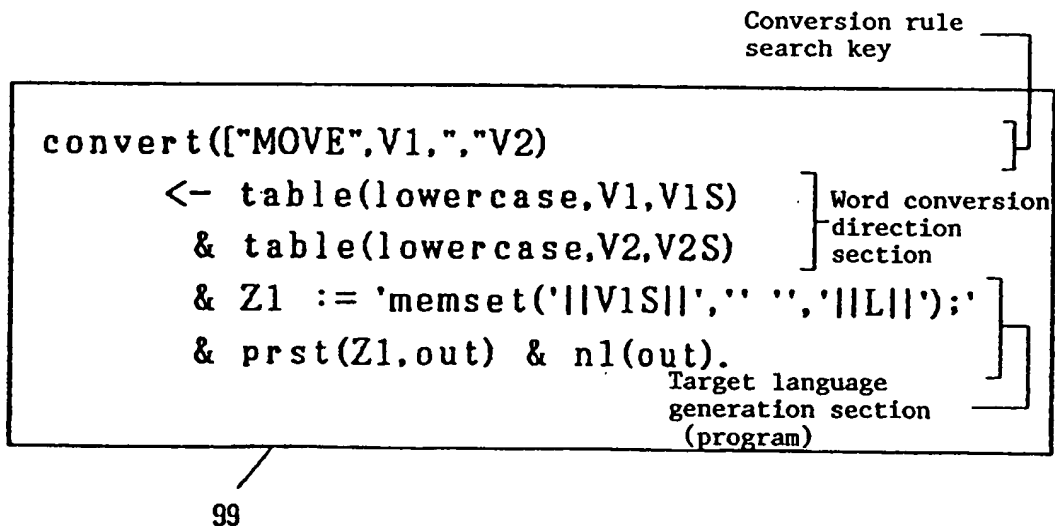 Conversion rule
search key
convert(["MOVE",V1,","V2)
<- table(lowercase,V1,V1S)
& table(lowercase,V2,V2S)
Word conversion
direction
section
& Z1 := 'memset('||V1S||','' '','||L||');'
& prst(Z1,out) & nl(out).
Target language
generation section
(program)
99